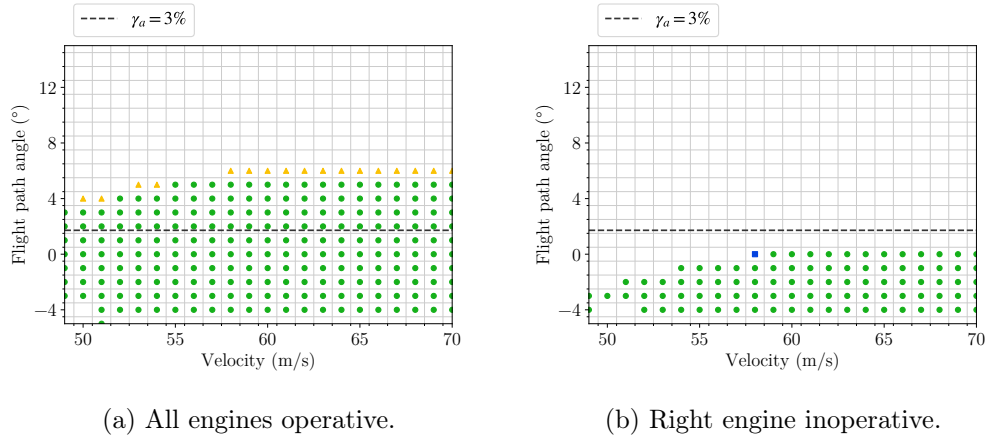 γₐ = 3%
12
8
4
0
−4
Flight path angle (°)
50
55
60
65
70
Velocity (m/s)
(a) All engines operative.
γₐ = 3%
12
8
4
0
−4
Flight path angle (°)
50
55
60
65
70
Velocity (m/s)
(b) Right engine inoperative.